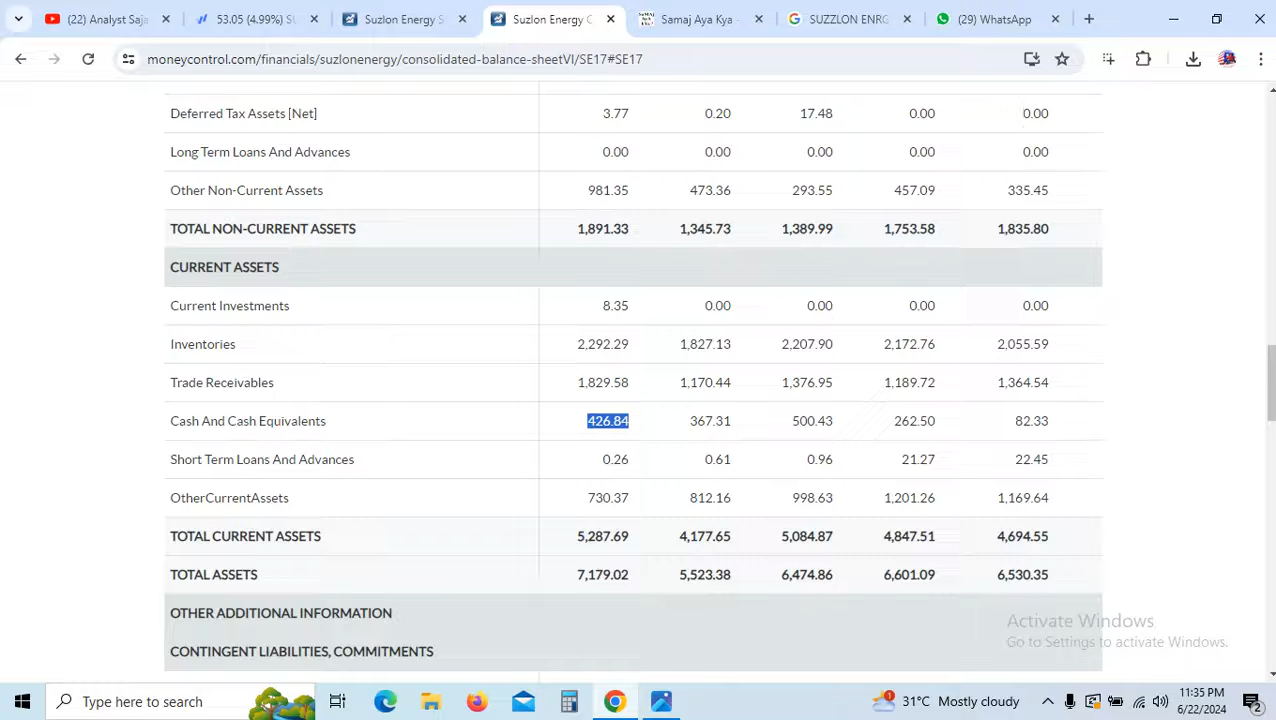 (22) Analyst Saja
53.05 (4.99%) SU
Suzlon Energy S
Suzlon Energy C
Samaj Aya Kya -
SUZZLON ENRG
(29) WhatsApp
moneycontrol.com/financials/suzlonenergy/consolidated-balance-sheetVI/SE17#SE17
Deferred Tax Assets [Net] 3.77 0.20 17.48 0.00 0.00
Long Term Loans And Advances 0.00 0.00 0.00 0.00 0.00
Other Non-Current Assets 981.35 473.36 293.55 457.09 335.45
TOTAL NON-CURRENT ASSETS 1,891.33 1,345.73 1,389.99 1,753.58 1,835.80
CURRENT ASSETS
Current Investments 8.35 0.00 0.00 0.00 0.00
Inventories 2,292.29 1,827.13 2,207.90 2,172.76 2,055.59
Trade Receivables 1,829.58 1,170.44 1,376.95 1,189.72 1,364.54
Cash And Cash Equivalents 426.84 367.31 500.43 262.50 82.33
Short Term Loans And Advances 0.26 0.61 0.96 21.27 22.45
OtherCurrentAssets 730.37 812.16 998.63 1,201.26 1,169.64
TOTAL CURRENT ASSETS 5,287.69 4,177.65 5,084.87 4,847.51 4,694.55
TOTAL ASSETS 7,179.02 5,523.38 6,474.86 6,601.09 6,530.35
OTHER ADDITIONAL INFORMATION
CONTINGENT LIABILITIES, COMMITMENTS
Activate Windows
Go to Settings to activate Windows.
Type here to search
1
31°C Mostly cloudy
11:35 PM
6/22/2024
2